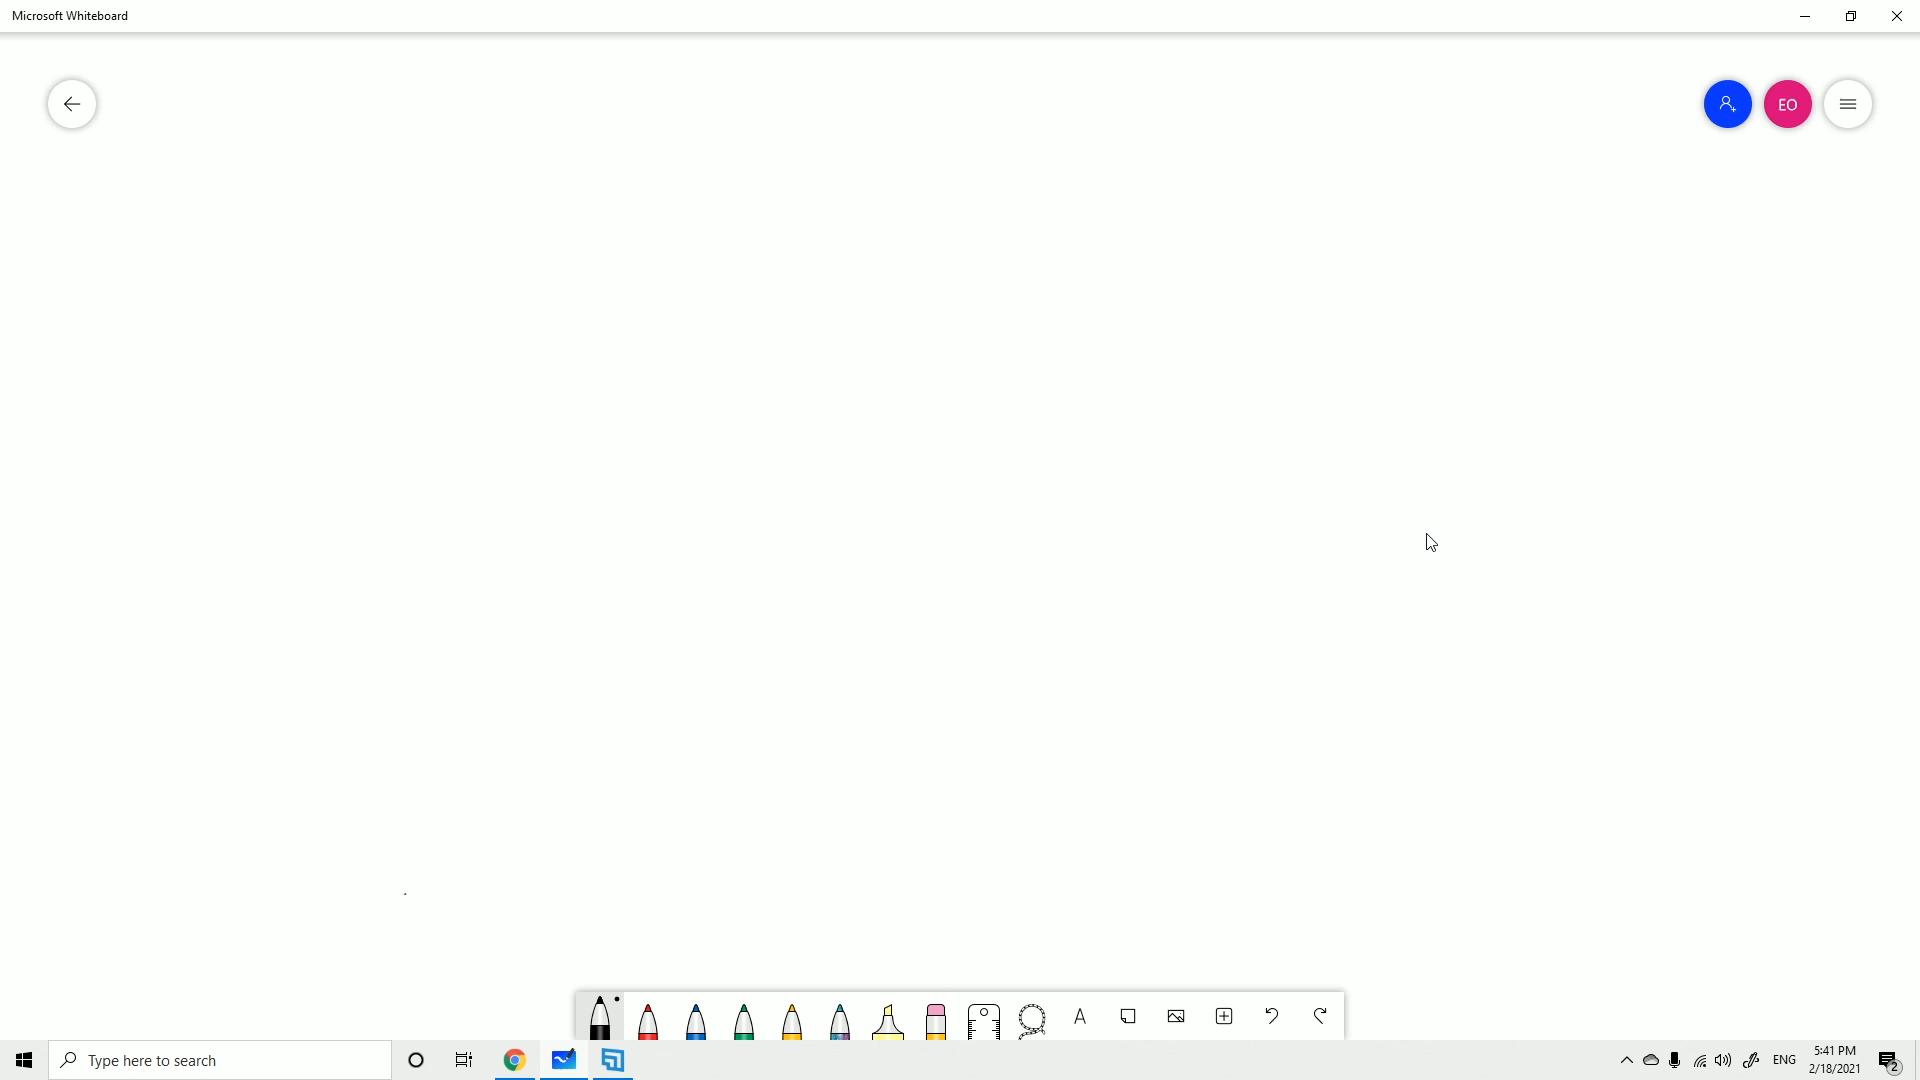 Microsoft Whiteboard
EO
A
Type here to search
ENG
5:41 PM
2/18/2021
2